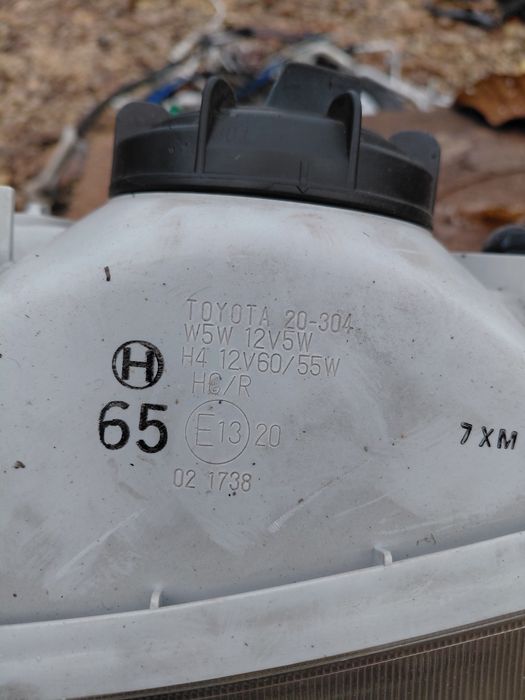 TOYOTA 20-304
W5W 12V5W
H4 12V60/55W
HC/R
H
65
E13 20
02 1738
7XM